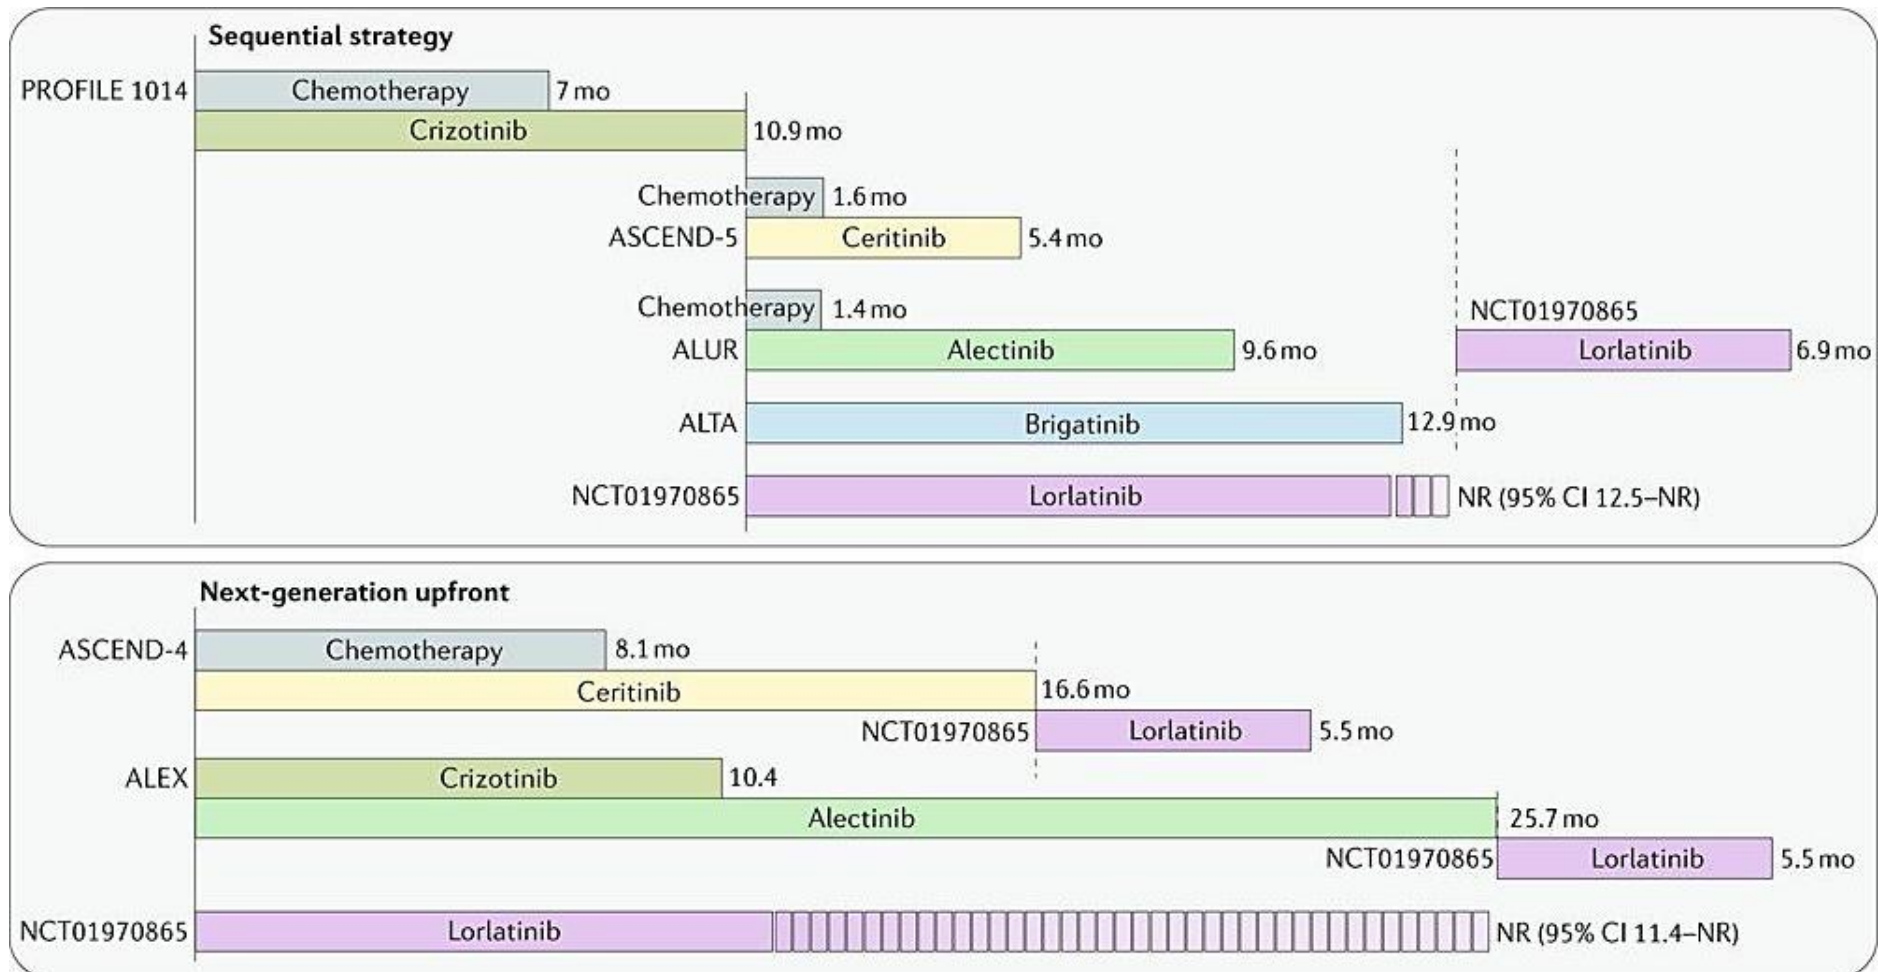 Sequential strategy
PROFILE 1014
Chemotherapy
7 mo
Crizotinib
10.9 mo
Chemotherapy
1.6 mo
ASCEND-5
Ceritinib
5.4 mo
Chemotherapy
1.4 mo
NCT01970865
ALUR
Alectinib
9.6 mo
Lorlatinib
6.9 mo
ALTA
Brigatinib
12.9 mo
NCT01970865
Lorlatinib
NR (95% CI 12.5–NR)
Next-generation upfront
ASCEND-4
Chemotherapy
8.1 mo
Ceritinib
16.6 mo
NCT01970865
Lorlatinib
5.5 mo
ALEX
Crizotinib
10.4
Alectinib
25.7 mo
NCT01970865
Lorlatinib
5.5 mo
NCT01970865
Lorlatinib
NR (95% CI 11.4–NR)